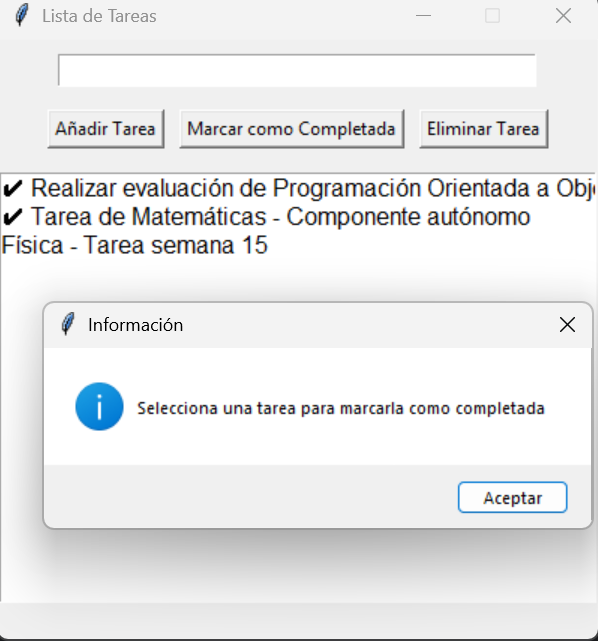 Lista de Tareas
Añadir Tarea Marcar como Completada Eliminar Tarea
✔ Realizar evaluación de Programación Orientada a Obj
✔ Tarea de Matemáticas - Componente autónomo
Física - Tarea semana 15
Información
Selecciona una tarea para marcarla como completada
Aceptar